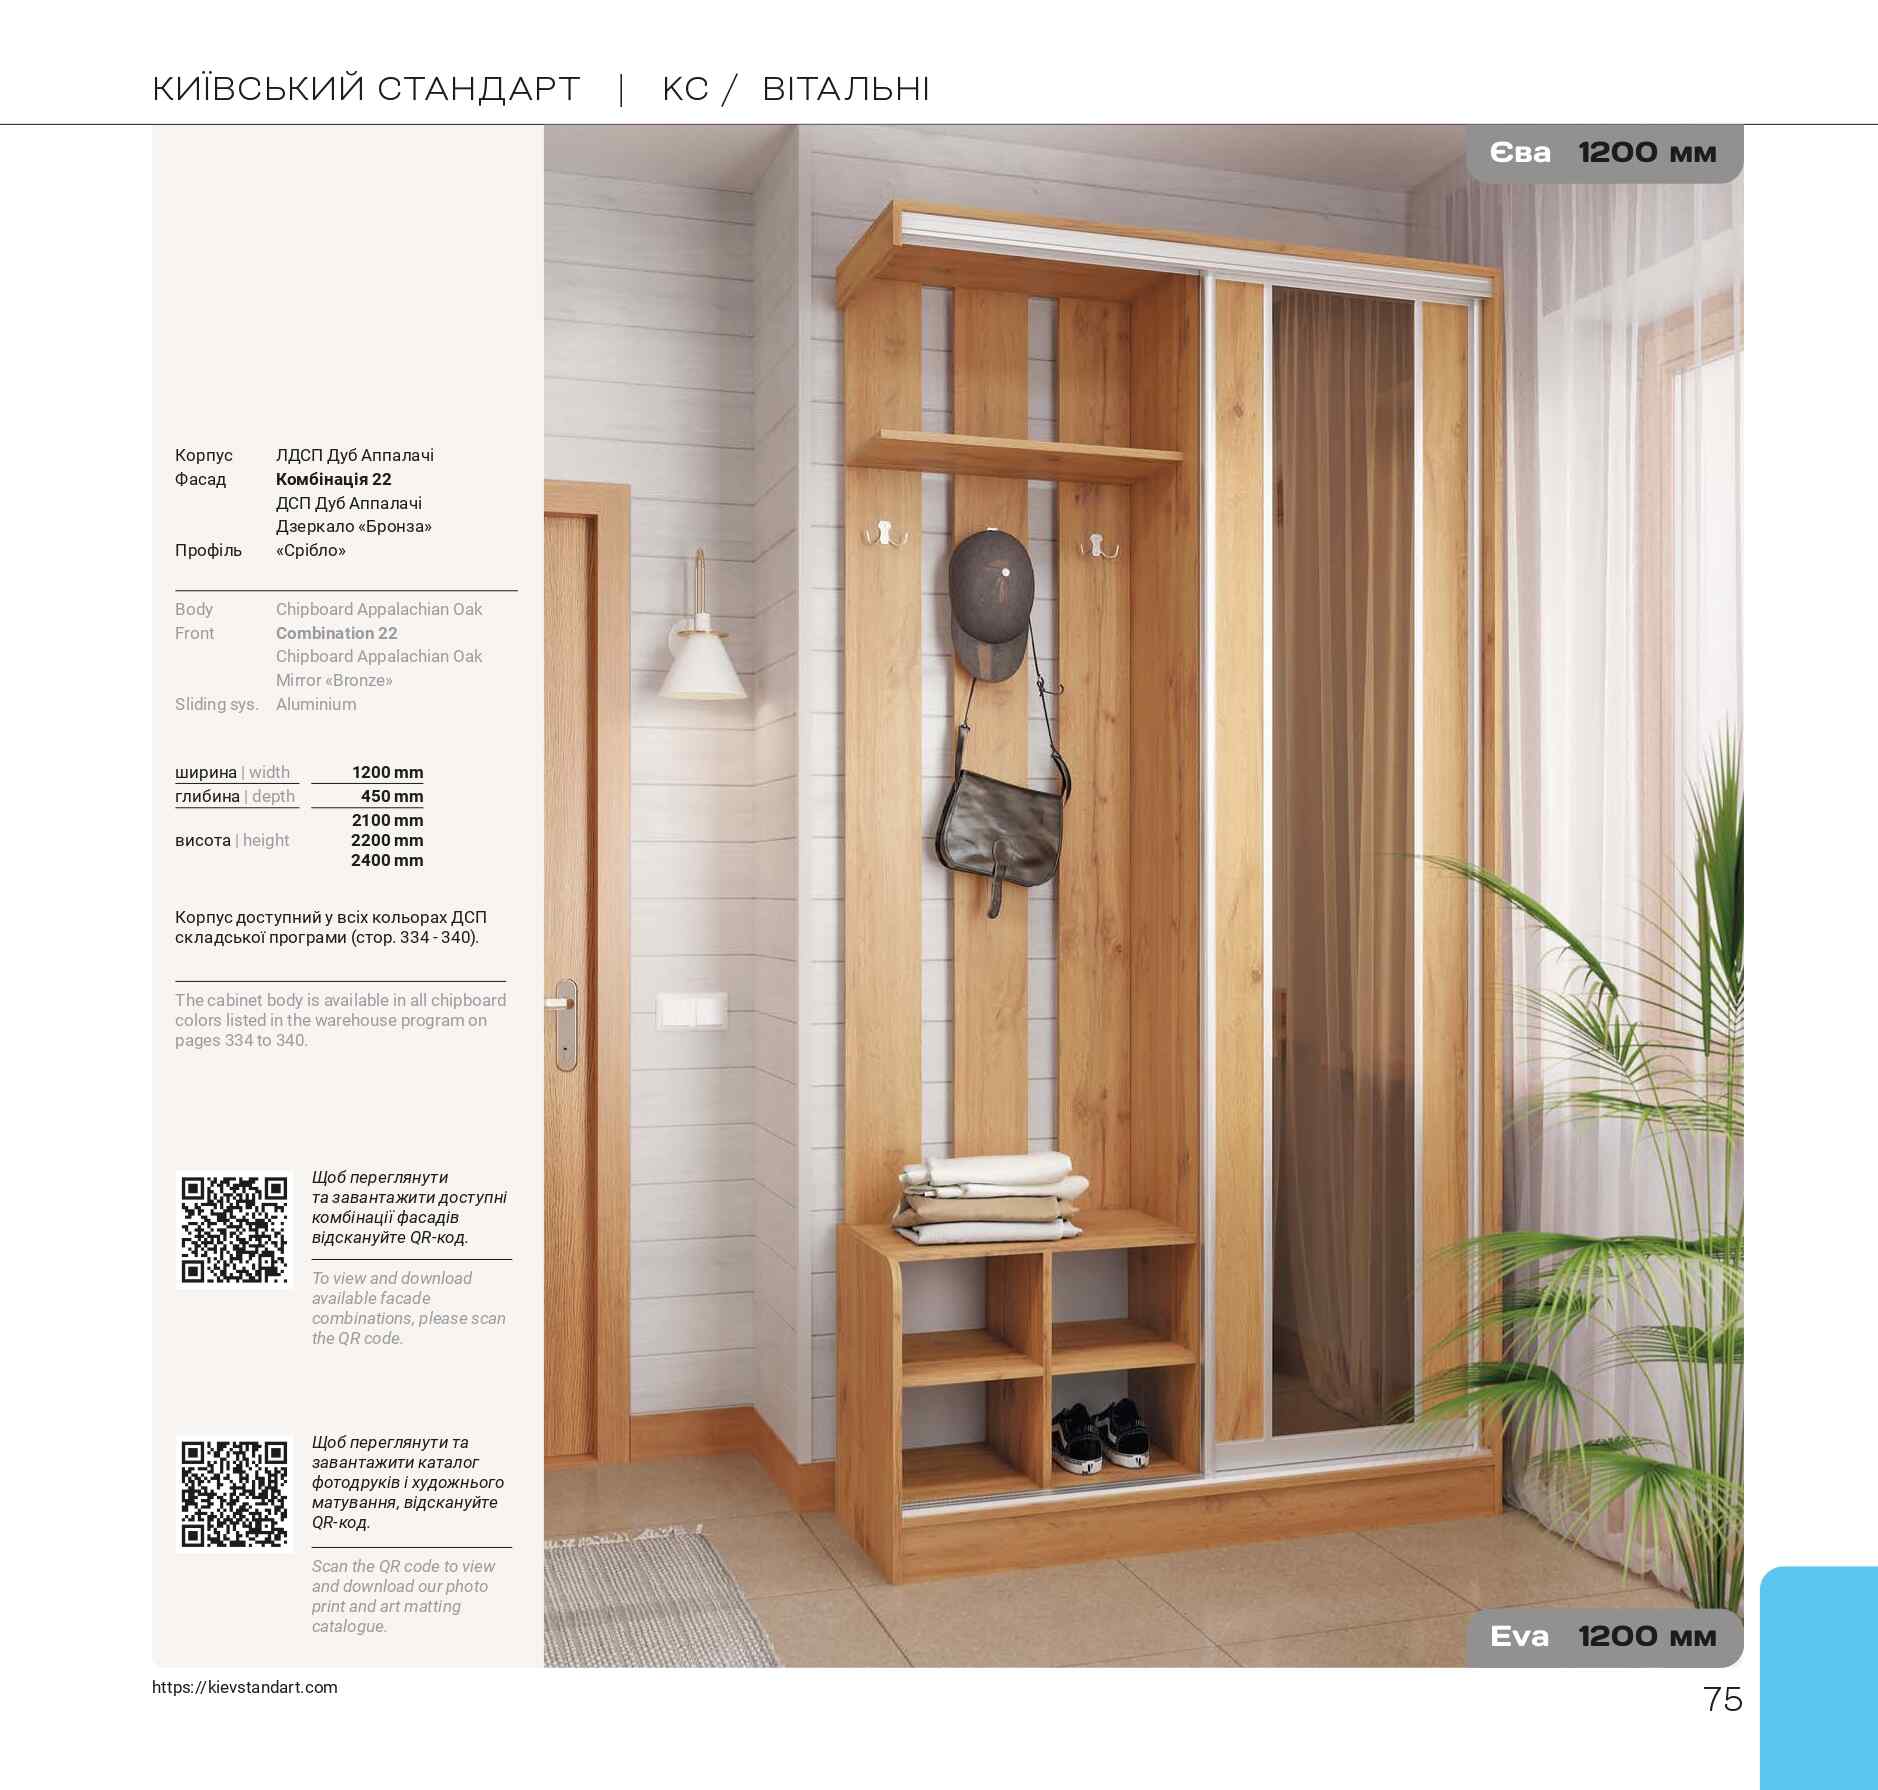 КИЇВСЬКИЙ СТАНДАРТ | КС / ВІТАЛЬНІ
Єва 1200 мм
Корпус ЛДСП Дуб Аппалачі
Фасад Комбінація 22
ДСП Дуб Аппалачі
Дзеркало «Бронза»
Профіль «Срібло»
Body Chipboard Appalachian Oak
Front Combination 22
Chipboard Appalachian Oak
Mirror «Bronze»
Sliding sys. Aluminium
ширина | width 1200 mm
глибина | depth 450 mm
2100 mm
висота | height 2200 mm
2400 mm
Корпус доступний у всіх кольорах ДСП
складської програми (стор. 334 - 340).
The cabinet body is available in all chipboard
colors listed in the warehouse program on
pages 334 to 340.
Щоб переглянути
та завантажити доступні
комбінації фасадів
відскануйте QR-код.
To view and download
available facade
combinations, please scan
the QR code.
Щоб переглянути та
завантажити каталог
фотодруків і художнього
матування, відскануйте
QR-код.
Scan the QR code to view
and download our photo
print and art matting
catalogue.
Eva 1200 мм
https://kievstandart.com
75